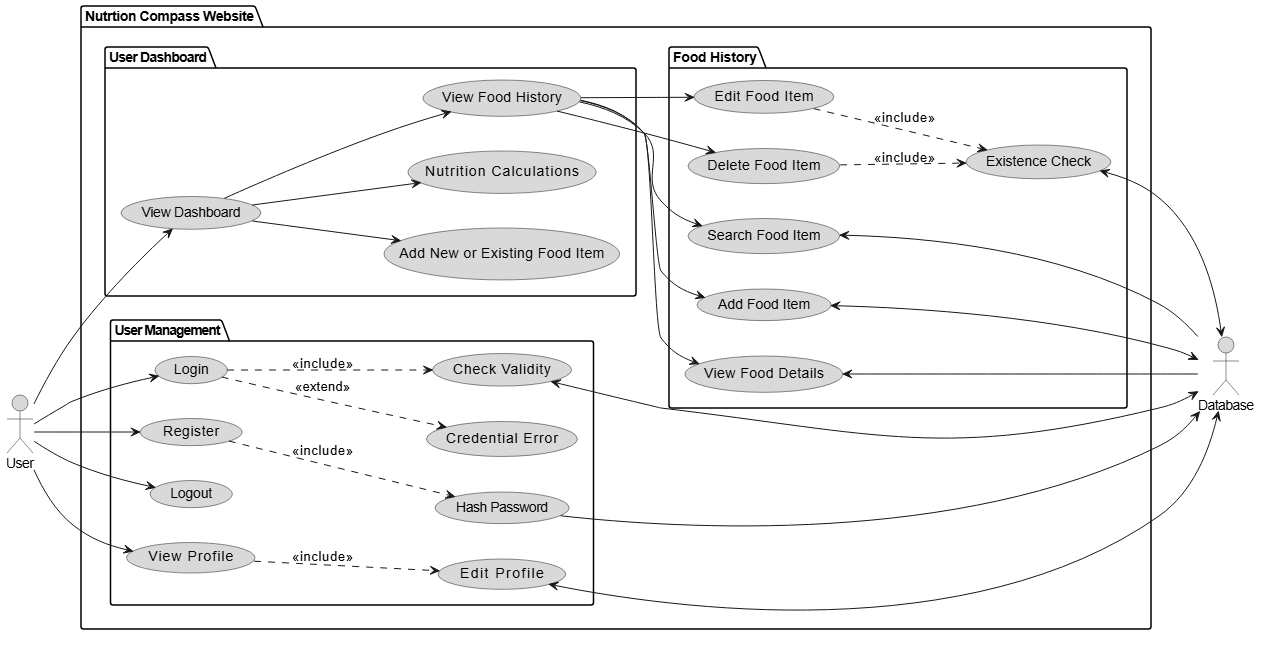 Nutrtion Compass Website
User Dashboard
View Food History
Nutrition Calculations
View Dashboard
Add New or Existing Food Item
Food History
Edit Food Item
«include»
Delete Food Item
«include»
Existence Check
Search Food Item
Add Food Item
View Food Details
User Management
Login
«include»
Check Validity
«extend»
Register
Credential Error
«include»
Logout
Hash Password
View Profile
«include»
Edit Profile
User
Database